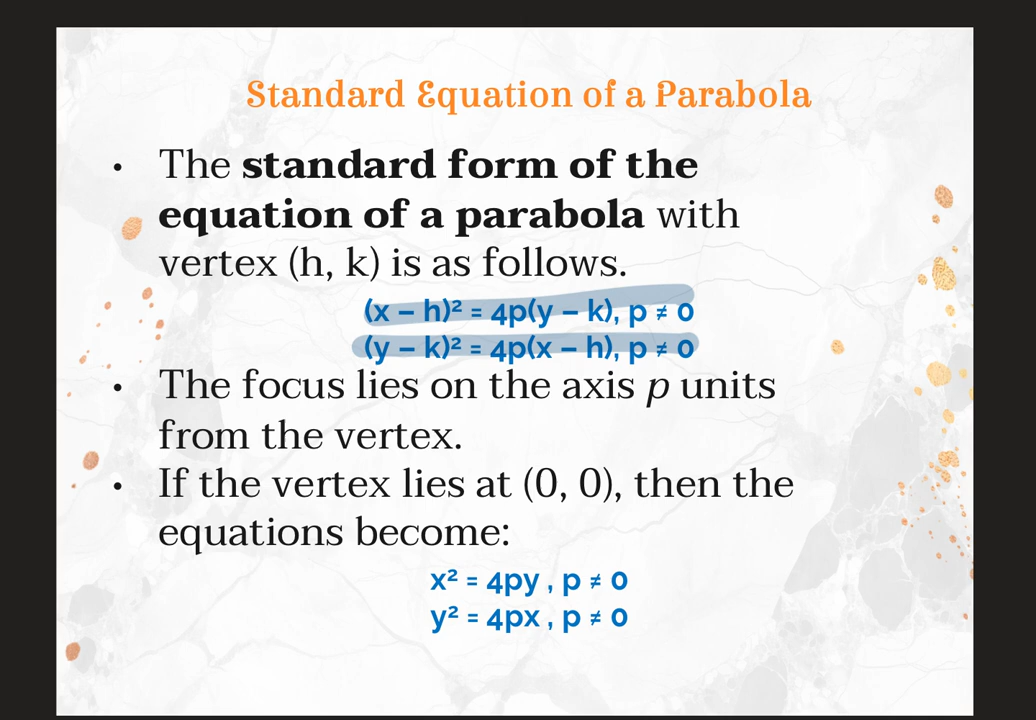 Standard Equation of a Parabola
• The standard form of the
equation of a parabola with
vertex (h, k) is as follows.
(x – h)² = 4p(y – k), p ≠ 0
(y – k)² = 4p(x – h), p ≠ 0
• The focus lies on the axis p units
from the vertex.
• If the vertex lies at (0, 0), then the
equations become:
x² = 4py , p ≠ 0
y² = 4px , p ≠ 0